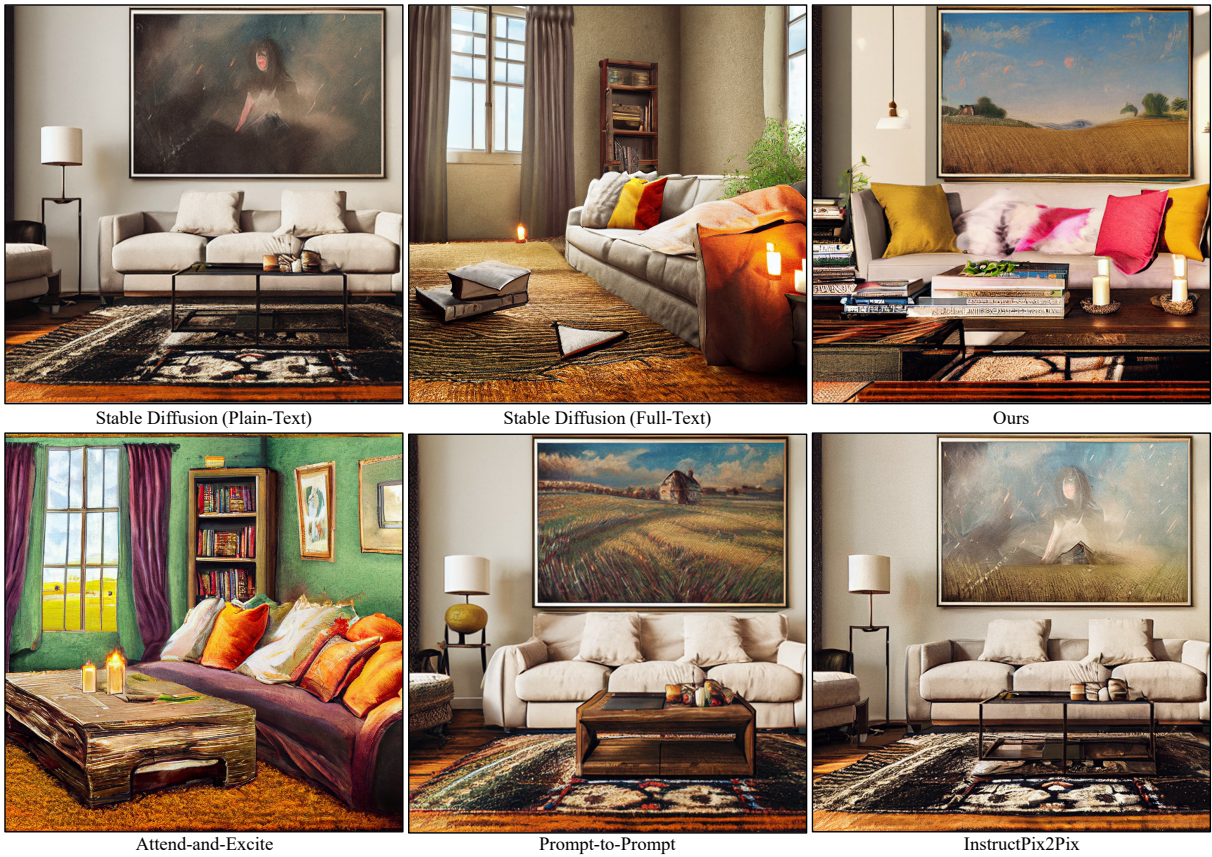 Stable Diffusion (Plain-Text)
Stable Diffusion (Full-Text)
Ours
Attend-and-Excite
Prompt-to-Prompt
InstructPix2Pix